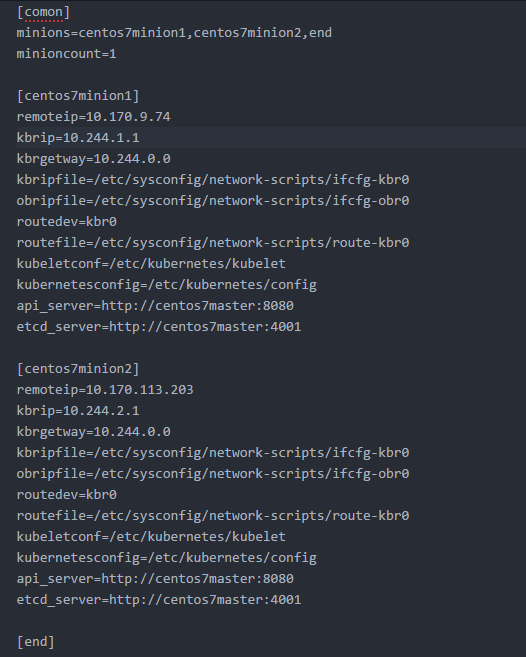 [comon]
minions=centos7minion1,centos7minion2,end
minioncount=1
[centos7minion1]
remoteip=10.170.9.74
kbrip=10.244.1.1
kbrgetway=10.244.0.0
kbripfile=/etc/sysconfig/network-scripts/ifcfg-kbr0
obripfile=/etc/sysconfig/network-scripts/ifcfg-obr0
routedev=kbr0
routefile=/etc/sysconfig/network-scripts/route-kbr0
kubeletconf=/etc/kubernetes/kubelet
kubernetesconfig=/etc/kubernetes/config
api_server=http://centos7master:8080
etcd_server=http://centos7master:4001
[centos7minion2]
remoteip=10.170.113.203
kbrip=10.244.2.1
kbrgetway=10.244.0.0
kbripfile=/etc/sysconfig/network-scripts/ifcfg-kbr0
obripfile=/etc/sysconfig/network-scripts/ifcfg-obr0
routedev=kbr0
routefile=/etc/sysconfig/network-scripts/route-kbr0
kubeletconf=/etc/kubernetes/kubelet
kubernetesconfig=/etc/kubernetes/config
api_server=http://centos7master:8080
etcd_server=http://centos7master:4001
[end]